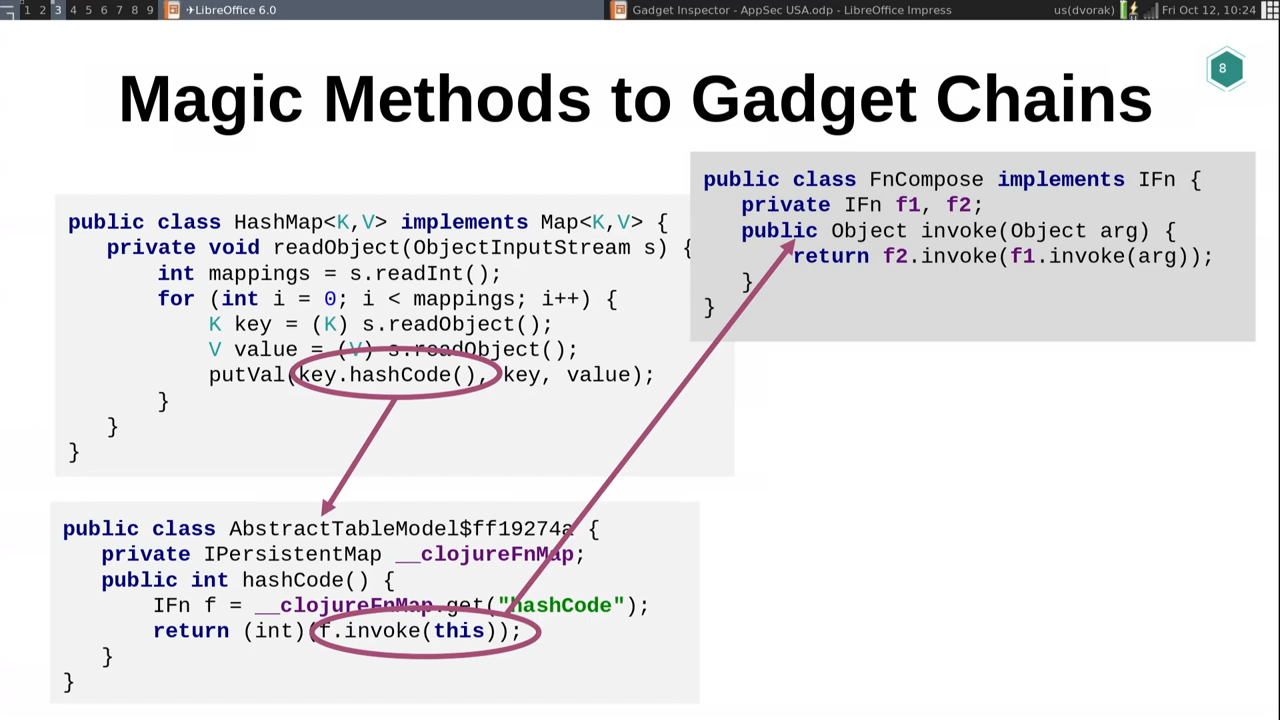 1 2 3 4 5 6 7 8 9 ✈LibreOffice 6.0 Gadget Inspector - AppSec USA.odp - LibreOffice Impress us(dvorak) Fri Oct 12, 10:24
8
Magic Methods to Gadget Chains
public class HashMap<K,V> implements Map<K,V> {
private void readObject(ObjectInputStream s) {
int mappings = s.readInt();
for (int i = 0; i < mappings; i++) {
K key = (K) s.readObject();
V value = (V) s.readObject();
putVal(key.hashCode(), key, value);
}
}
}
public class FnCompose implements IFn {
private IFn f1, f2;
public Object invoke(Object arg) {
return f2.invoke(f1.invoke(arg));
}
}
public class AbstractTableModel$ff19274a {
private IPersistentMap __clojureFnMap;
public int hashCode() {
IFn f = __clojureFnMap.get("hashCode");
return (int)(f.invoke(this));
}
}